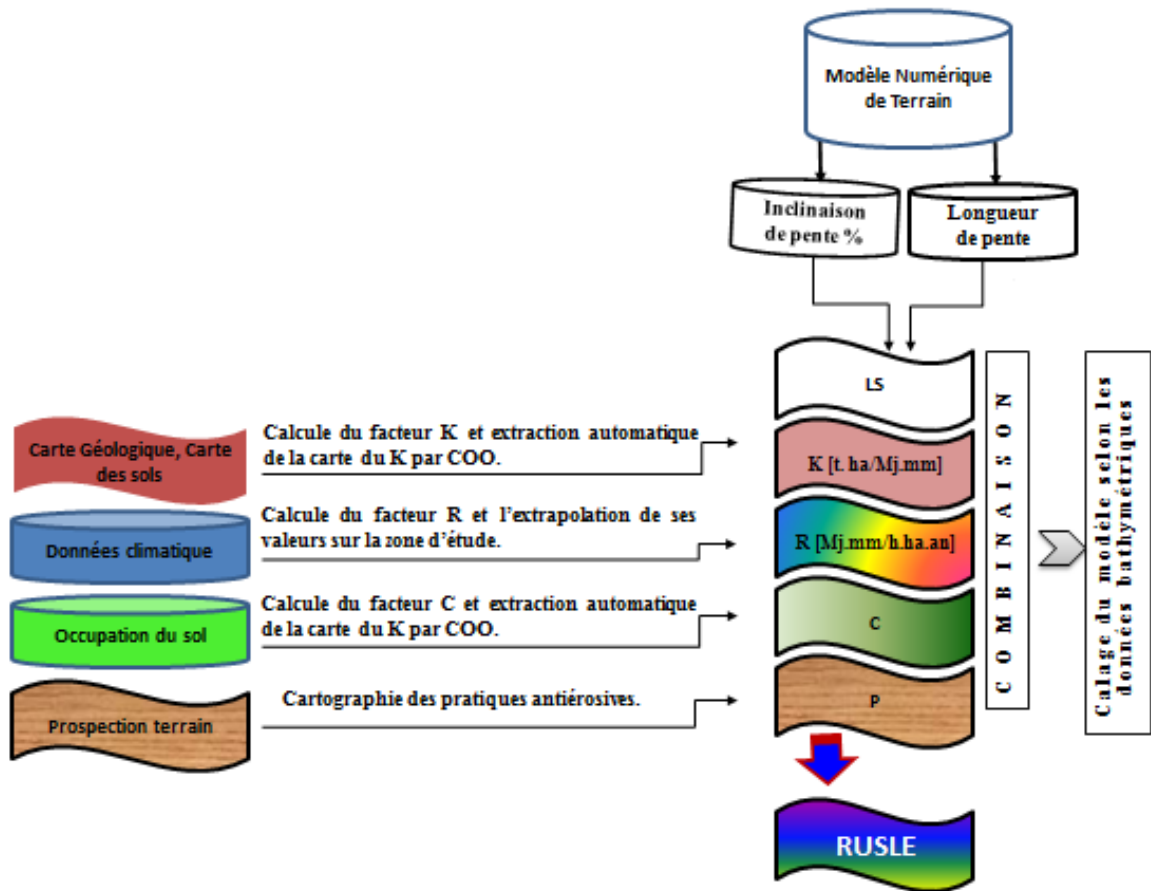 Modèle Numérique
de Terrain
Inclinaison
de pente %
Longueur
de pente
LS
Carte Géologique, Carte
des sols
Calcule du facteur K et extraction automatique
de la carte du K par COO.
K [t. ha/Mj.mm]
Données climatique
Calcule du facteur R et l'extrapolation de ses
valeurs sur la zone d'étude.
R [Mj.mm/h.ha.an]
Occupation du sol
Calcule du facteur C et extraction automatique
de la carte du K par COO.
C
Prospection terrain
Cartographie des pratiques antiérosives.
P
RUSLE
COMBINAISON
Calage du modèle selon les
données bathymétriques